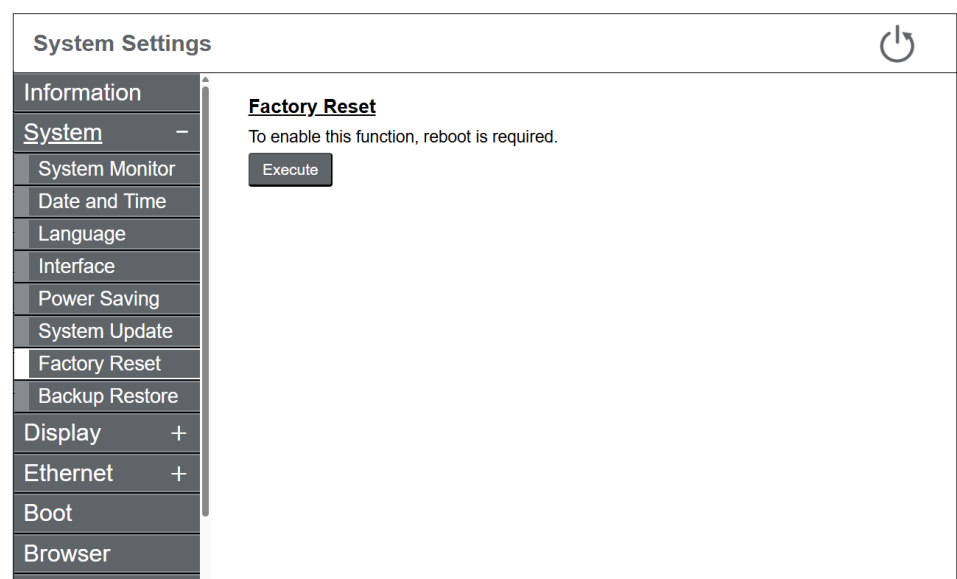 System Settings
Information
System −
System Monitor
Date and Time
Language
Interface
Power Saving
System Update
Factory Reset
Backup Restore
Display +
Ethernet +
Boot
Browser
Factory Reset
To enable this function, reboot is required.
Execute